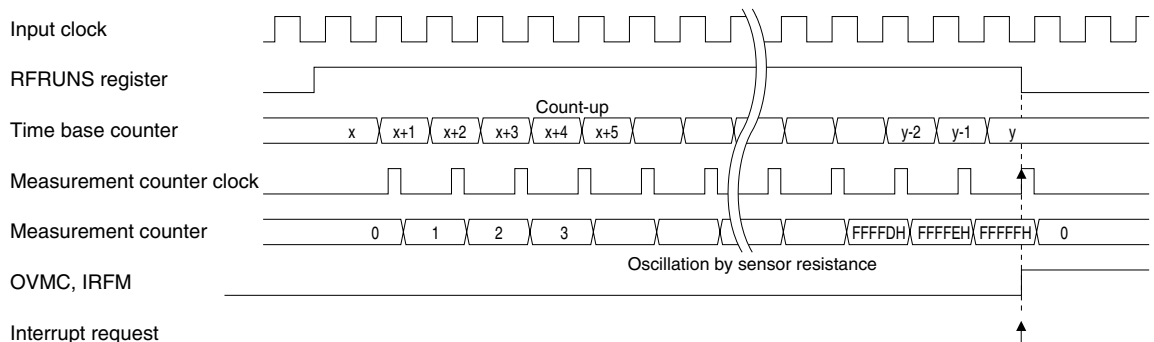 Input clock
RFRUNS register
Count-up
Time base counter x x+1 x+2 x+3 x+4 x+5 y-2 y-1 y
Measurement counter clock
Measurement counter 0 1 2 3 FFFFDH FFFFEH FFFFFH 0
Oscillation by sensor resistance
OVMC, IRFM
Interrupt request